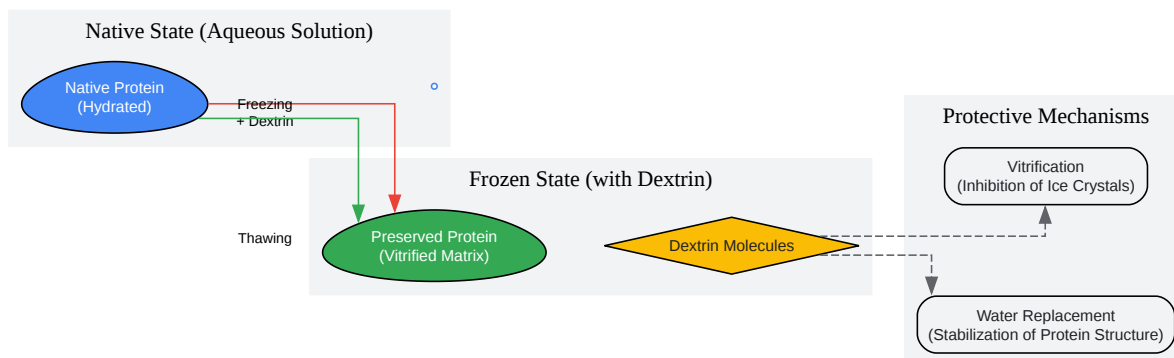 Native State (Aqueous Solution)
Native Protein
(Hydrated)
Freezing
+ Dextrin
Frozen State (with Dextrin)
Thawing
Preserved Protein
(Vitrified Matrix)
Dextrin Molecules
Protective Mechanisms
Vitrification
(Inhibition of Ice Crystals)
Water Replacement
(Stabilization of Protein Structure)